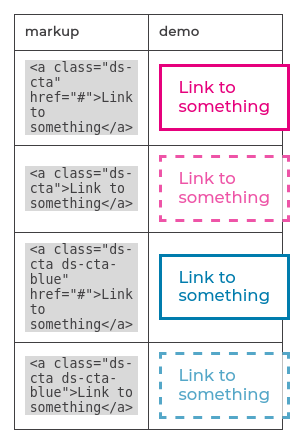 markup
demo
<a class="ds-
cta"
href="#">Link
to
something</a>
Link to
something
<a class="ds-
cta">Link to
something</a>
Link to
something
<a class="ds-
cta ds-cta-
blue"
href="#">Link
to
something</a>
Link to
something
<a class="ds-
cta ds-cta-
blue">Link to
something</a>
Link to
something